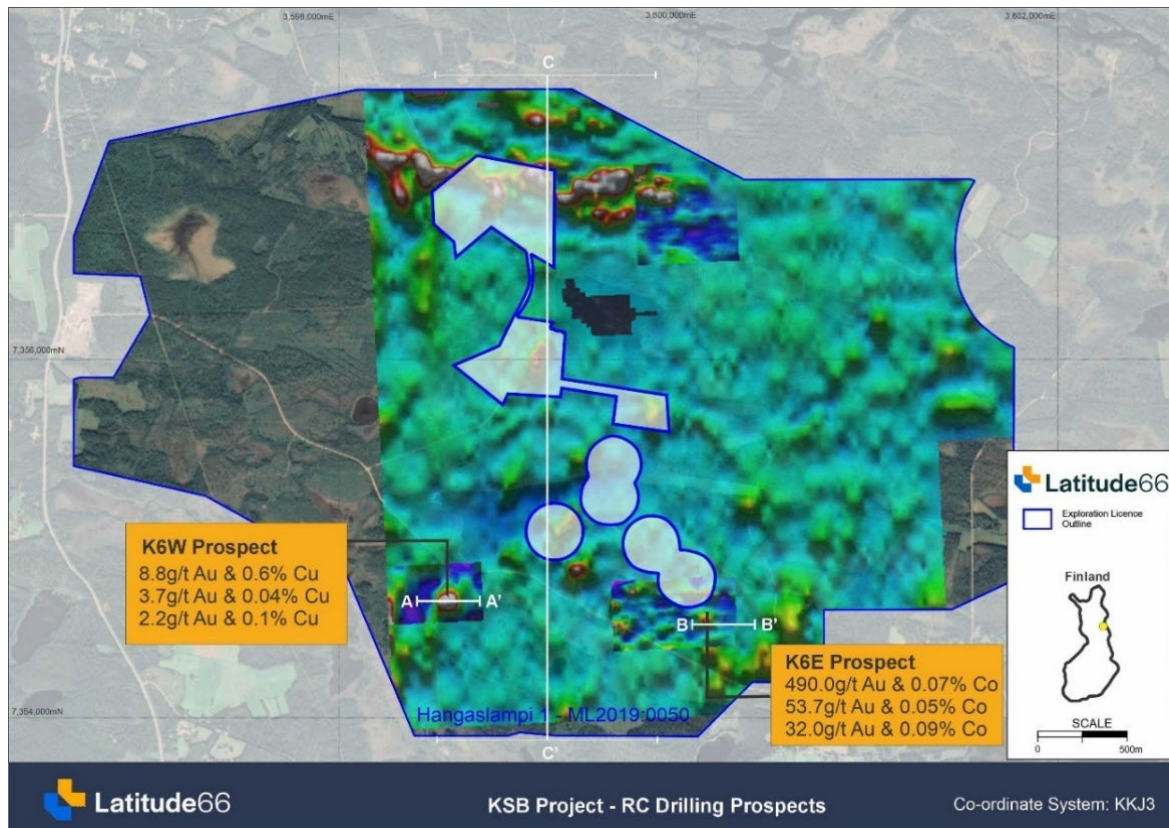 3,598,000mE
3,600,000mE
3,602,000mE
C
7,356,000mN
K6W Prospect
8.8g/t Au & 0.6% Cu
3.7g/t Au & 0.04% Cu
2.2g/t Au & 0.1% Cu
A
A'
B
B'
K6E Prospect
490.0g/t Au & 0.07% Co
53.7g/t Au & 0.05% Co
32.0g/t Au & 0.09% Co
7,354,000mN
Hangaslampi 1 - ML2019:0050
C'
Latitude66
Exploration Licence
Outline
Finland
SCALE
0 500m
Latitude66
KSB Project - RC Drilling Prospects
Co-ordinate System: KKJ3